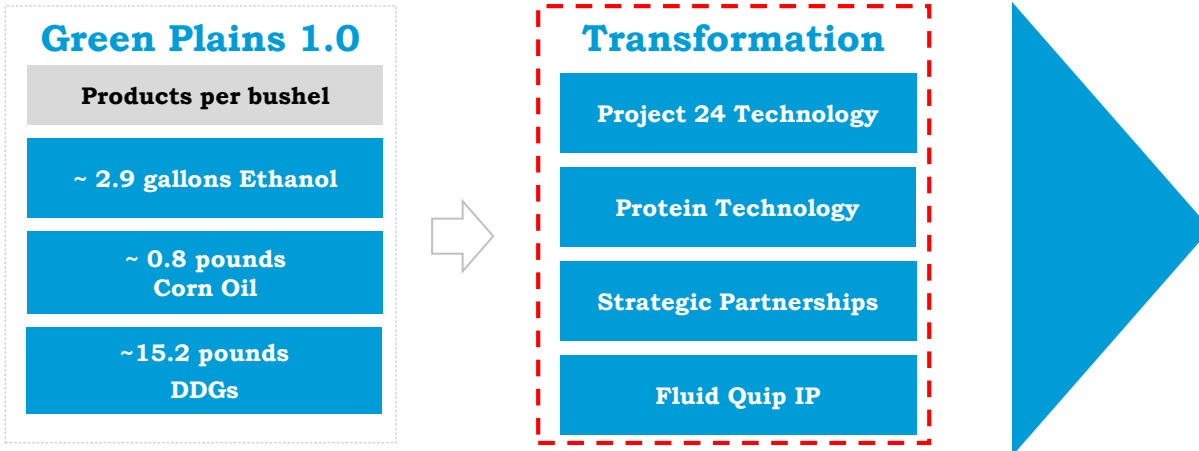 Green Plains 1.0
Products per bushel
~ 2.9 gallons Ethanol
~ 0.8 pounds
Corn Oil
~15.2 pounds
DDGs
Transformation
Project 24 Technology
Protein Technology
Strategic Partnerships
Fluid Quip IP